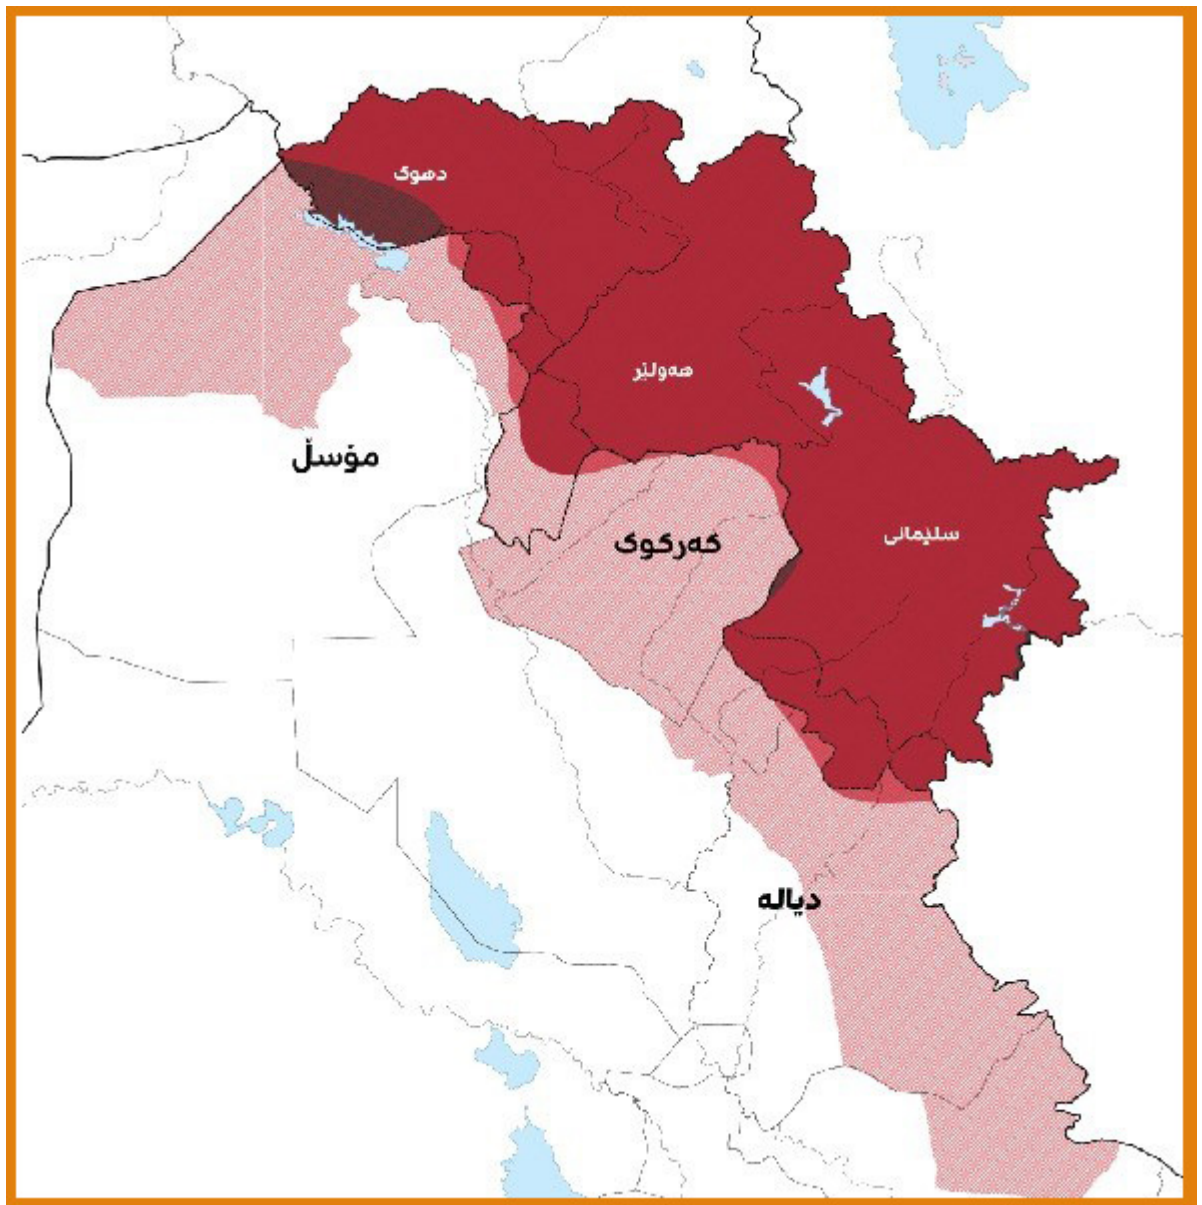 دهوک
هەولێر
مۆسڵ
کەرکوک
سلێمانی
دیالە